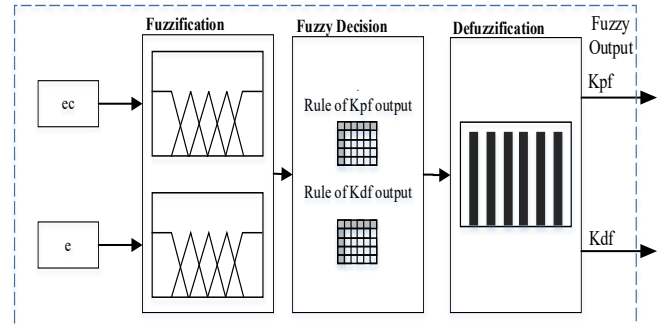 Fuzzification
Fuzzy Decision
Defuzzification
Fuzzy
Output
ec
e
Rule of Kpf output
Rule of Kdf output
Kpf
Kdf